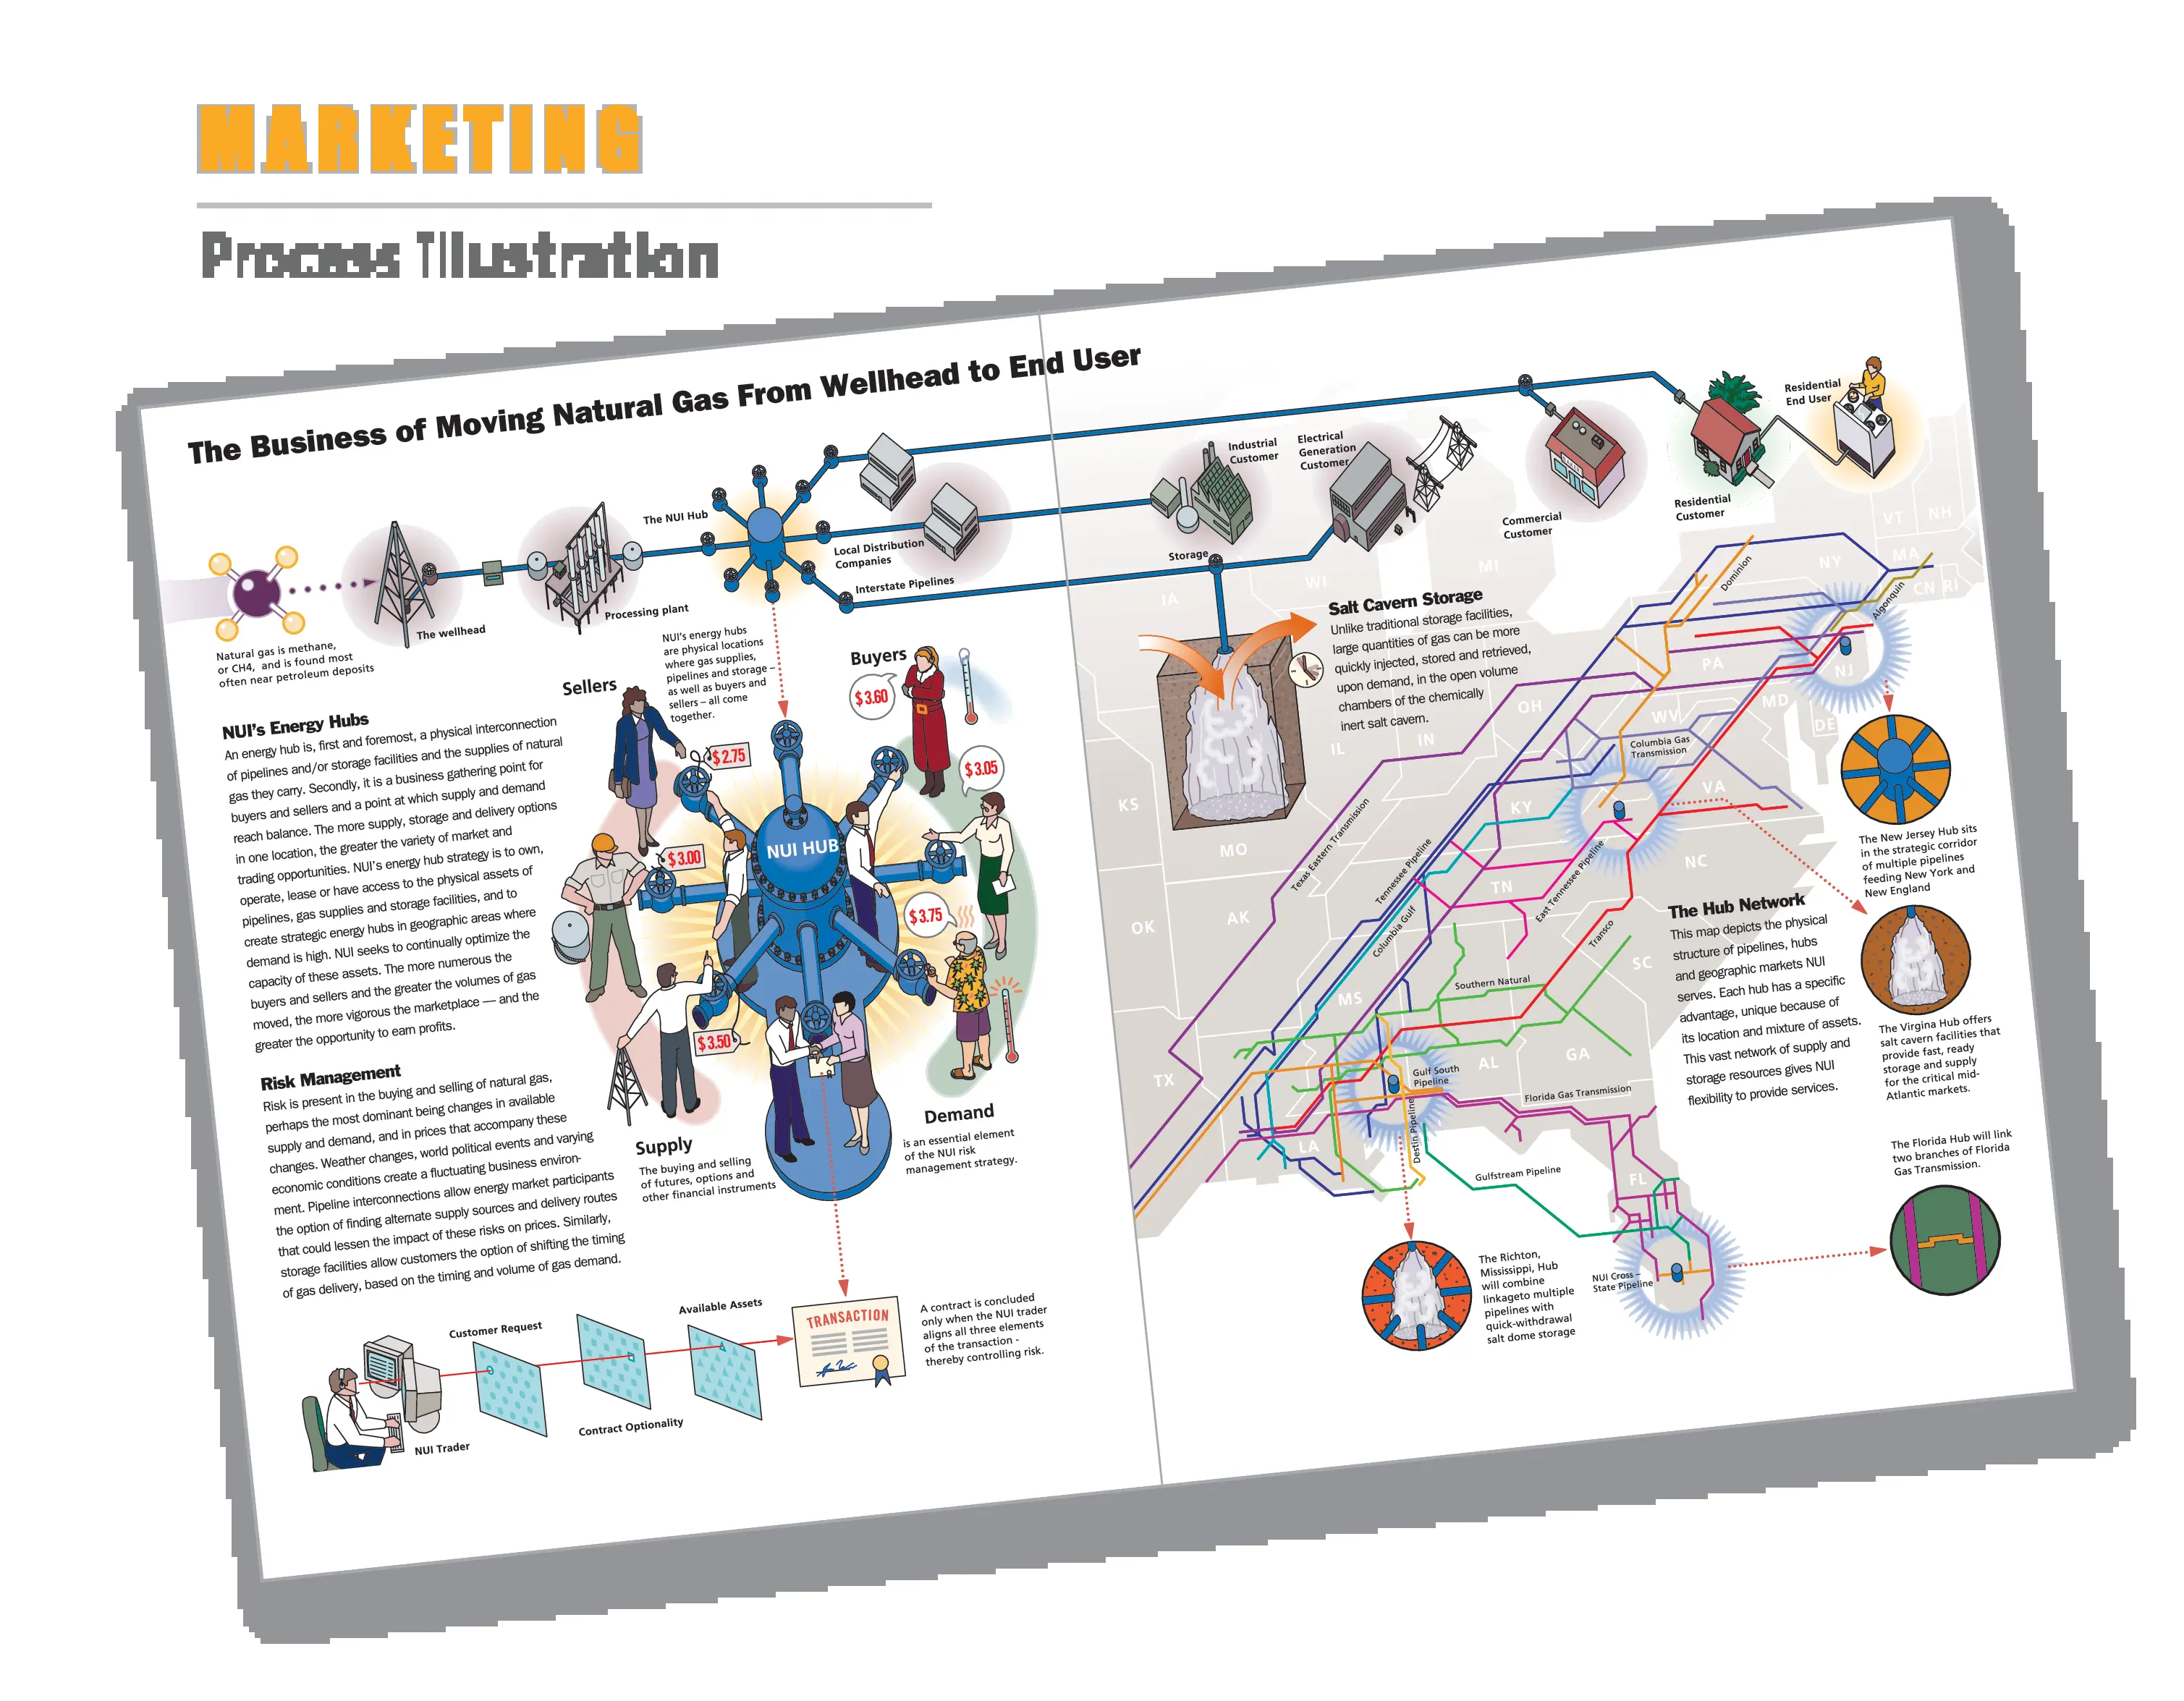 MARKETING
Process Illustration
The Business of Moving Natural Gas From Wellhead to End User
Natural gas is methane,
or CH4, and is found most
often near petroleum deposits
The wellhead
Processing plant
The NUI Hub
Local Distribution
Companies
Interstate Pipelines
Storage
Industrial
Customer
Electrical
Generation
Customer
Commercial
Customer
Residential
Customer
Residential
End User
NUI's Energy Hubs
An energy hub is, first and foremost, a physical interconnection
of pipelines and/or storage facilities and the supplies of natural
gas they carry. Secondly, it is a business gathering point for
buyers and sellers and a point at which supply and demand
reach balance. The more supply, storage and delivery options
in one location, the greater the variety of market and
trading opportunities. NUI's energy hub strategy is to own,
operate, lease or have access to the physical assets of
pipelines, gas supplies and storage facilities, and to
create strategic energy hubs in geographic areas where
demand is high. NUI seeks to continually optimize the
capacity of these assets. The more numerous the
buyers and sellers and the greater the volumes of gas
moved, the more vigorous the marketplace — and the
greater the opportunity to earn profits.
Risk Management
Risk is present in the buying and selling of natural gas,
perhaps the most dominant being changes in available
supply and demand, and in prices that accompany these
changes. Weather changes, world political events and varying
economic conditions create a fluctuating business environ-
ment. Pipeline interconnections allow energy market participants
the option of finding alternate supply sources and delivery routes
that could lessen the impact of these risks on prices. Similarly,
storage facilities allow customers the option of shifting the timing
of gas delivery, based on the timing and volume of gas demand.
NUI's energy hubs
are physical locations
where gas supplies,
pipelines and storage –
as well as buyers and
sellers – all come
together.
Sellers
Buyers
$3.60
$2.75
$3.05
$3.00
NUI HUB
$3.75
$3.50
Supply
The buying and selling
of futures, options and
other financial instruments
Demand
is an essential element
of the NUI risk
management strategy.
NUI Trader
Customer Request
Contract Optionality
Available Assets
TRANSACTION
A contract is concluded
only when the NUI trader
aligns all three elements
of the transaction -
thereby controlling risk.
Salt Cavern Storage
Unlike traditional storage facilities,
large quantities of gas can be more
quickly injected, stored and retrieved,
upon demand, in the open volume
chambers of the chemically
inert salt cavern.
VT
NH
MA
NY
CN
RI
IA
WI
MI
PA
NJ
OH
MD
DE
WV
IL
IN
KS
KY
VA
MO
NC
TN
OK
AK
SC
MS
AL
GA
TX
LA
FL
Dominion
Algonquin
Columbia Gas
Transmission
Texas Eastern Transmission
Tennessee Pipeline
Columbia Gulf
East Tennessee Pipeline
Transco
Southern Natural
Gulf South
Pipeline
Florida Gas Transmission
Destin Pipeline
Gulfstream Pipeline
NUI Cross –
State Pipeline
The Hub Network
This map depicts the physical
structure of pipelines, hubs
and geographic markets NUI
serves. Each hub has a specific
advantage, unique because of
its location and mixture of assets.
This vast network of supply and
storage resources gives NUI
flexibility to provide services.
The New Jersey Hub sits
in the strategic corridor
of multiple pipelines
feeding New York and
New England
The Virgina Hub offers
salt cavern facilities that
provide fast, ready
storage and supply
for the critical mid-
Atlantic markets.
The Florida Hub will link
two branches of Florida
Gas Transmission.
The Richton,
Mississippi, Hub
will combine
linkageto multiple
pipelines with
quick-withdrawal
salt dome storage